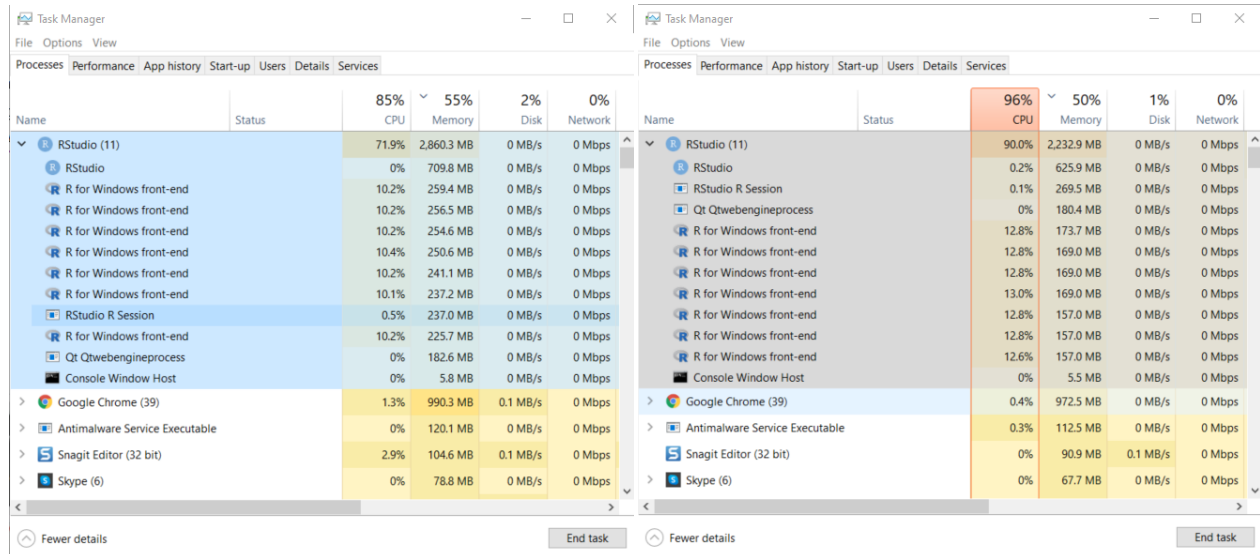 Task Manager
File Options View
Processes Performance App history Start-up Users Details Services
85% 55% 2% 0%
Name Status CPU Memory Disk Network
RStudio (11) 71.9% 2,860.3 MB 0 MB/s 0 Mbps
RStudio 0% 709.8 MB 0 MB/s 0 Mbps
R for Windows front-end 10.2% 259.4 MB 0 MB/s 0 Mbps
R for Windows front-end 10.2% 256.5 MB 0 MB/s 0 Mbps
R for Windows front-end 10.2% 254.6 MB 0 MB/s 0 Mbps
R for Windows front-end 10.4% 250.6 MB 0 MB/s 0 Mbps
R for Windows front-end 10.2% 241.1 MB 0 MB/s 0 Mbps
R for Windows front-end 10.1% 237.2 MB 0 MB/s 0 Mbps
RStudio R Session 0.5% 237.0 MB 0 MB/s 0 Mbps
R for Windows front-end 10.2% 225.7 MB 0 MB/s 0 Mbps
Qt Qtwebengineprocess 0% 182.6 MB 0 MB/s 0 Mbps
Console Window Host 0% 5.8 MB 0 MB/s 0 Mbps
Google Chrome (39) 1.3% 990.3 MB 0.1 MB/s 0 Mbps
Antimalware Service Executable 0% 120.1 MB 0 MB/s 0 Mbps
Snagit Editor (32 bit) 2.9% 104.6 MB 0.1 MB/s 0 Mbps
Skype (6) 0% 78.8 MB 0 MB/s 0 Mbps
Fewer details End task
Task Manager
File Options View
Processes Performance App history Start-up Users Details Services
96% 50% 1% 0%
Name Status CPU Memory Disk Network
RStudio (11) 90.0% 2,232.9 MB 0 MB/s 0 Mbps
RStudio 0.2% 625.9 MB 0 MB/s 0 Mbps
RStudio R Session 0.1% 269.5 MB 0 MB/s 0 Mbps
Qt Qtwebengineprocess 0% 180.4 MB 0 MB/s 0 Mbps
R for Windows front-end 12.8% 173.7 MB 0 MB/s 0 Mbps
R for Windows front-end 12.8% 169.0 MB 0 MB/s 0 Mbps
R for Windows front-end 12.8% 169.0 MB 0 MB/s 0 Mbps
R for Windows front-end 13.0% 169.0 MB 0 MB/s 0 Mbps
R for Windows front-end 12.8% 157.0 MB 0 MB/s 0 Mbps
R for Windows front-end 12.8% 157.0 MB 0 MB/s 0 Mbps
R for Windows front-end 12.6% 157.0 MB 0 MB/s 0 Mbps
Console Window Host 0% 5.5 MB 0 MB/s 0 Mbps
Google Chrome (39) 0.4% 972.5 MB 0 MB/s 0 Mbps
Antimalware Service Executable 0.3% 112.5 MB 0 MB/s 0 Mbps
Snagit Editor (32 bit) 0% 90.9 MB 0.1 MB/s 0 Mbps
Skype (6) 0% 67.7 MB 0 MB/s 0 Mbps
Fewer details End task